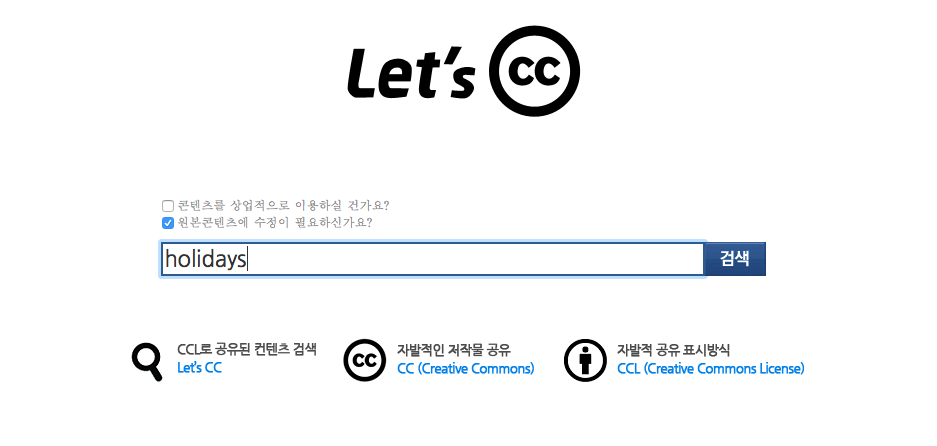 Let's CC
콘텐츠를 상업적으로 이용하실 건가요?
원본콘텐츠에 수정이 필요하신가요?
holidays
검색
CCL로 공유된 컨텐츠 검색
Let's CC
CC
자발적인 저작물 공유
CC (Creative Commons)
자발적 공유 표시방식
CCL (Creative Commons License)